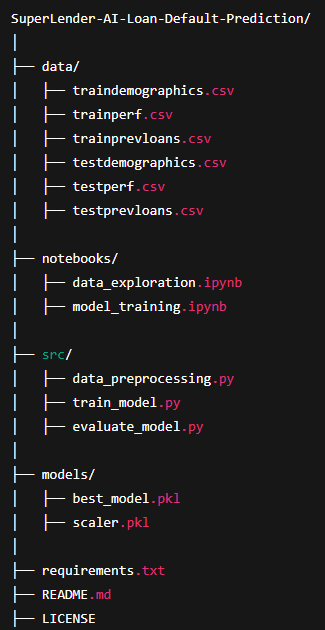 SuperLender-AI-Loan-Default-Prediction/
│
├── data/
│   ├── traindemographics.csv
│   ├── trainperf.csv
│   ├── trainprevloans.csv
│   ├── testdemographics.csv
│   ├── testperf.csv
│   ├── testprevloans.csv
│
├── notebooks/
│   ├── data_exploration.ipynb
│   ├── model_training.ipynb
│
├── src/
│   ├── data_preprocessing.py
│   ├── train_model.py
│   ├── evaluate_model.py
│
├── models/
│   ├── best_model.pkl
│   ├── scaler.pkl
│
├── requirements.txt
├── README.md
├── LICENSE